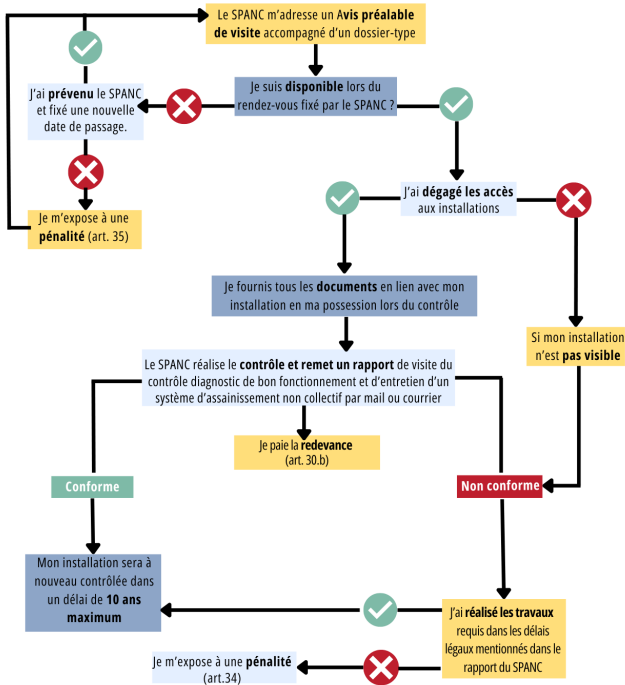 Le SPANC m’adresse un Avis préalable
de visite accompagné d’un dossier-type
Je suis disponible lors du
rendez-vous fixé par le SPANC ?
J’ai prévenu le SPANC
et fixé une nouvelle
date de passage.
Je m’expose à une
pénalité (art. 35)
J’ai dégagé les accès
aux installations
Je fournis tous les documents en lien avec mon
installation en ma possession lors du contrôle
Si mon installation
n’est pas visible
Le SPANC réalise le contrôle et remet un rapport de visite du
contrôle diagnostic de bon fonctionnement et d’entretien d’un
système d’assainissement non collectif par mail ou courrier
Je paie la redevance
(art. 30.b)
Conforme
Non conforme
Mon installation sera à
nouveau contrôlée dans
un délai de 10 ans
maximum
J’ai réalisé les travaux
requis dans les délais
légaux mentionnés dans le
rapport du SPANC
Je m’expose à une pénalité
(art.34)